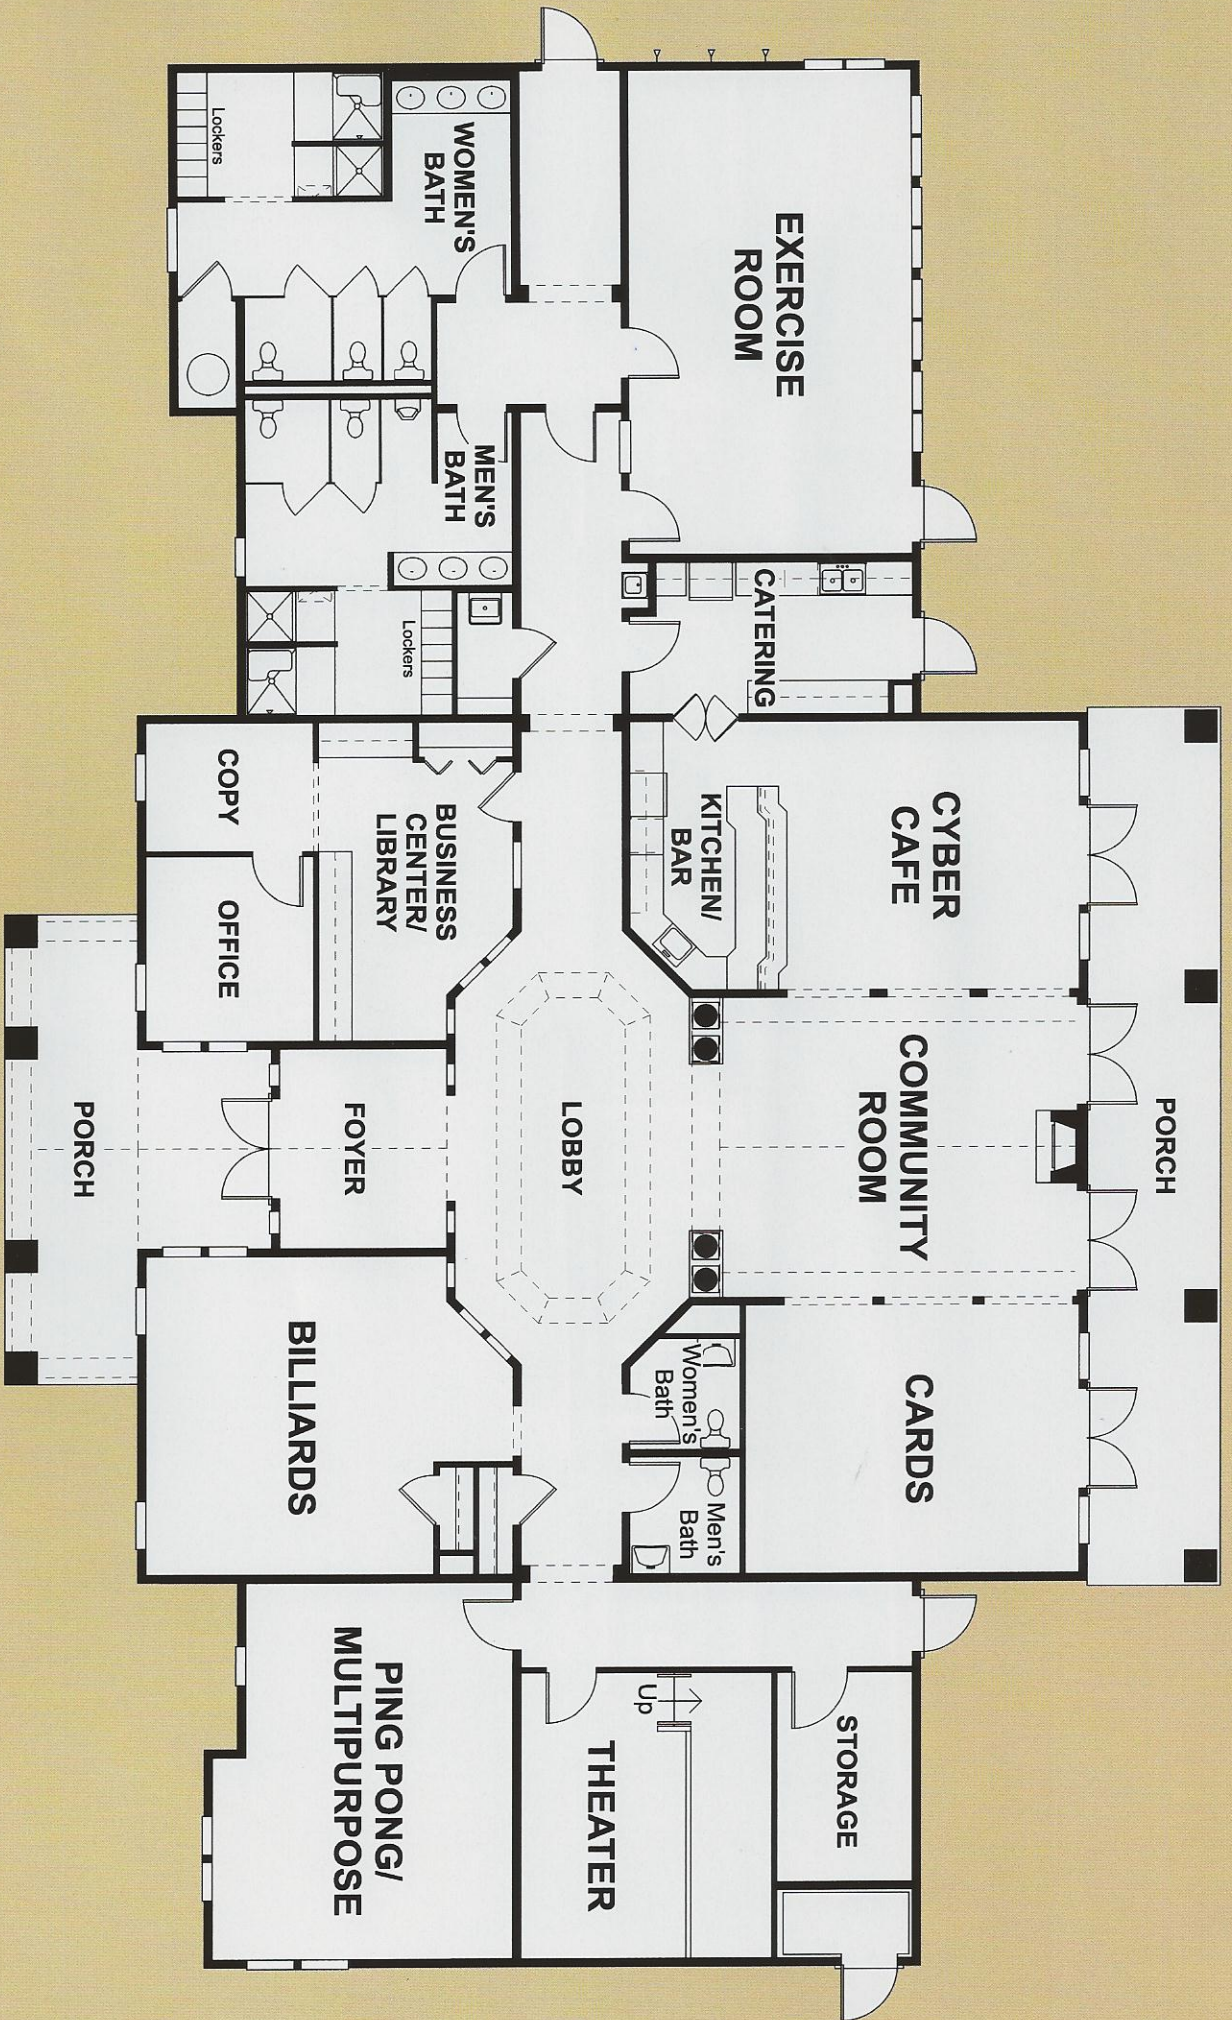 PORCH
EXERCISE
ROOM
CATERING
CYBER
CAFE
KITCHEN/
BAR
COMMUNITY
ROOM
CARDS
Women's
Bath
Men's
Bath
STORAGE
Up
THEATER
LOBBY
WOMEN'S
BATH
Lockers
MEN'S
BATH
Lockers
BUSINESS
CENTER/
LIBRARY
COPY
OFFICE
FOYER
BILLIARDS
PING PONG/
MULTIPURPOSE
PORCH